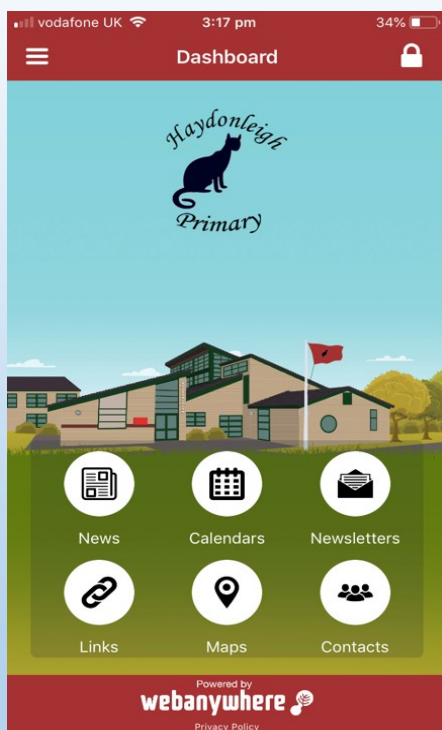 vodafone UK 3:17 pm 34%
Dashboard
Haydonleigh
Primary
News Calendars Newsletters
Links Maps Contacts
Powered by
webanywhere
Privacy Policy